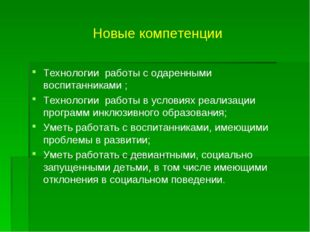 Новые компетенции
Технологии работы с одаренными
воспитанниками ;
Технологии работы в условиях реализации
программ инклюзивного образования;
Уметь работать с воспитанниками, имеющими
проблемы в развитии;
Уметь работать с девиантными, социально
запущенными детьми, в том числе имеющими
отклонения в социальном поведении.